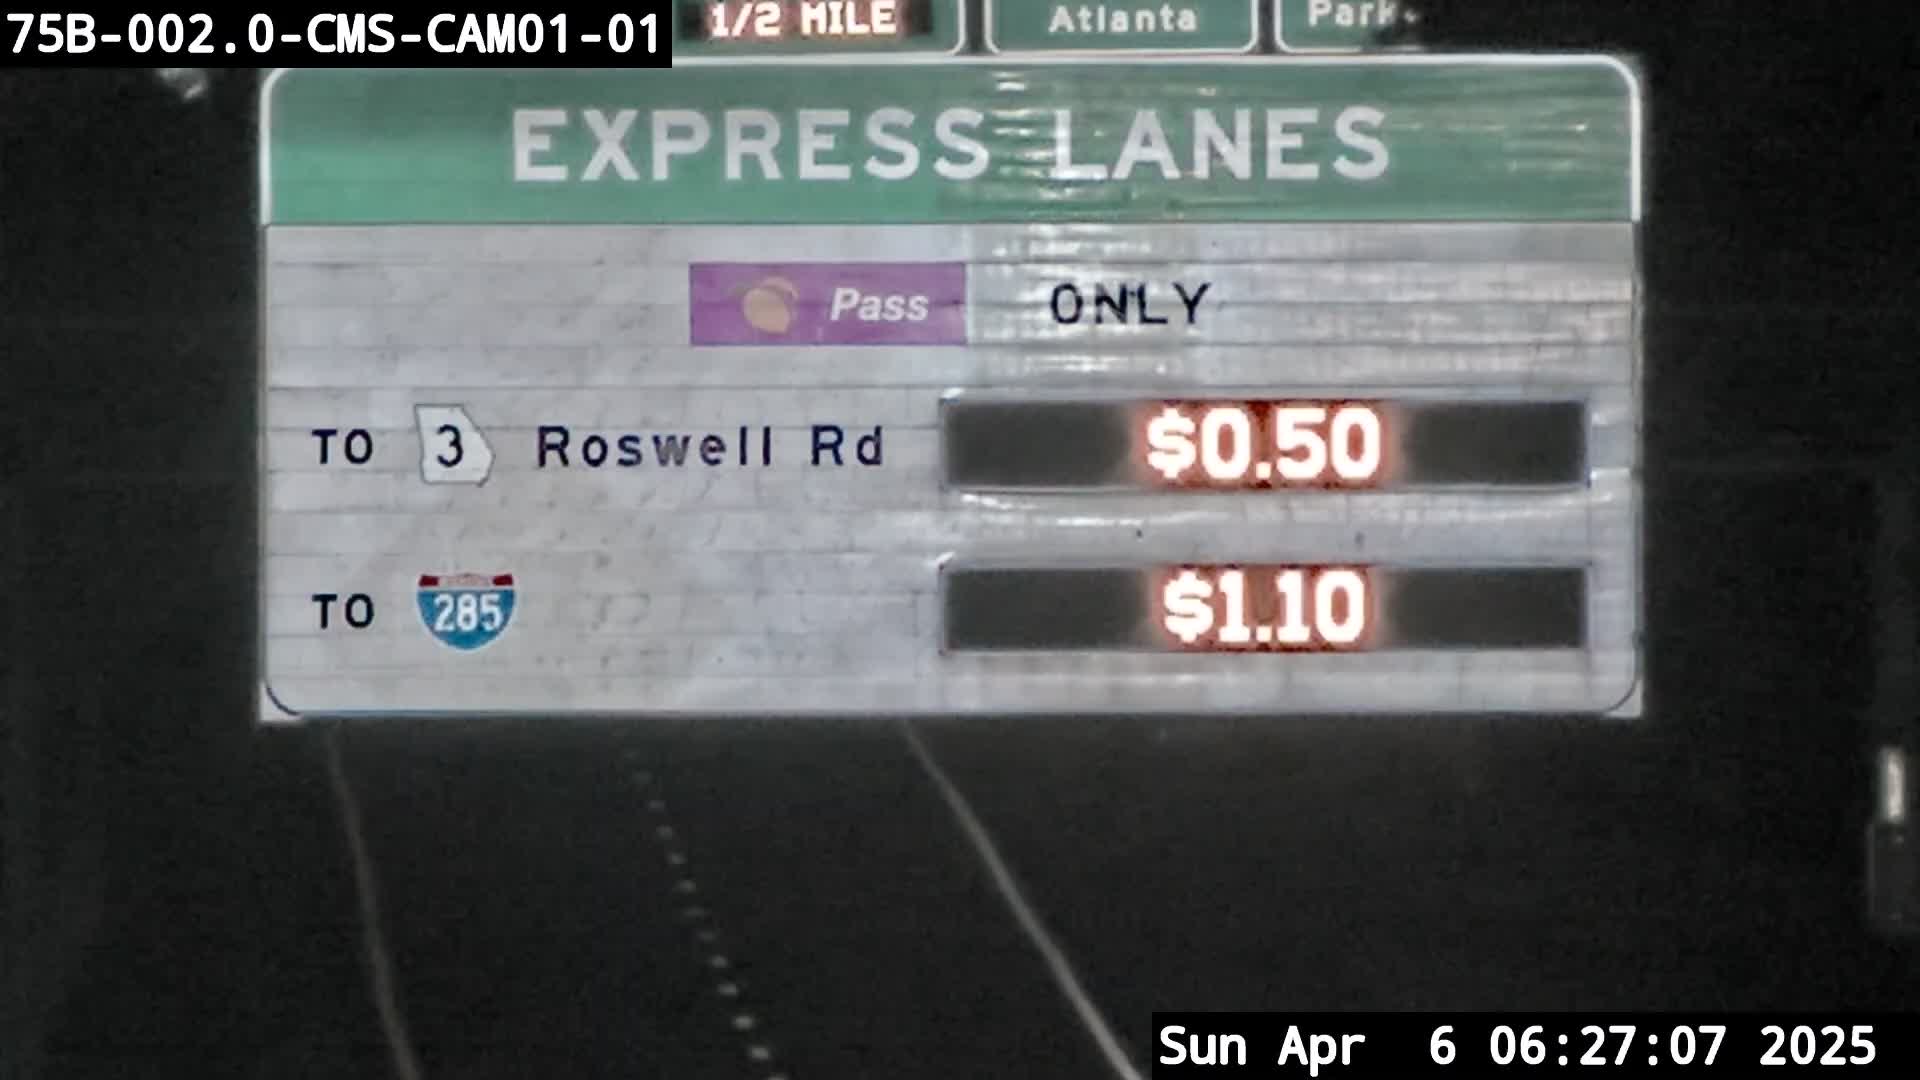 75B-002.0-CMS-CAM01-01
1/2 MILE
Atlanta
Park
EXPRESS LANES
Pass ONLY
TO 3 Roswell Rd $0.50
TO 285 $1.10
Sun Apr 6 06:27:07 2025